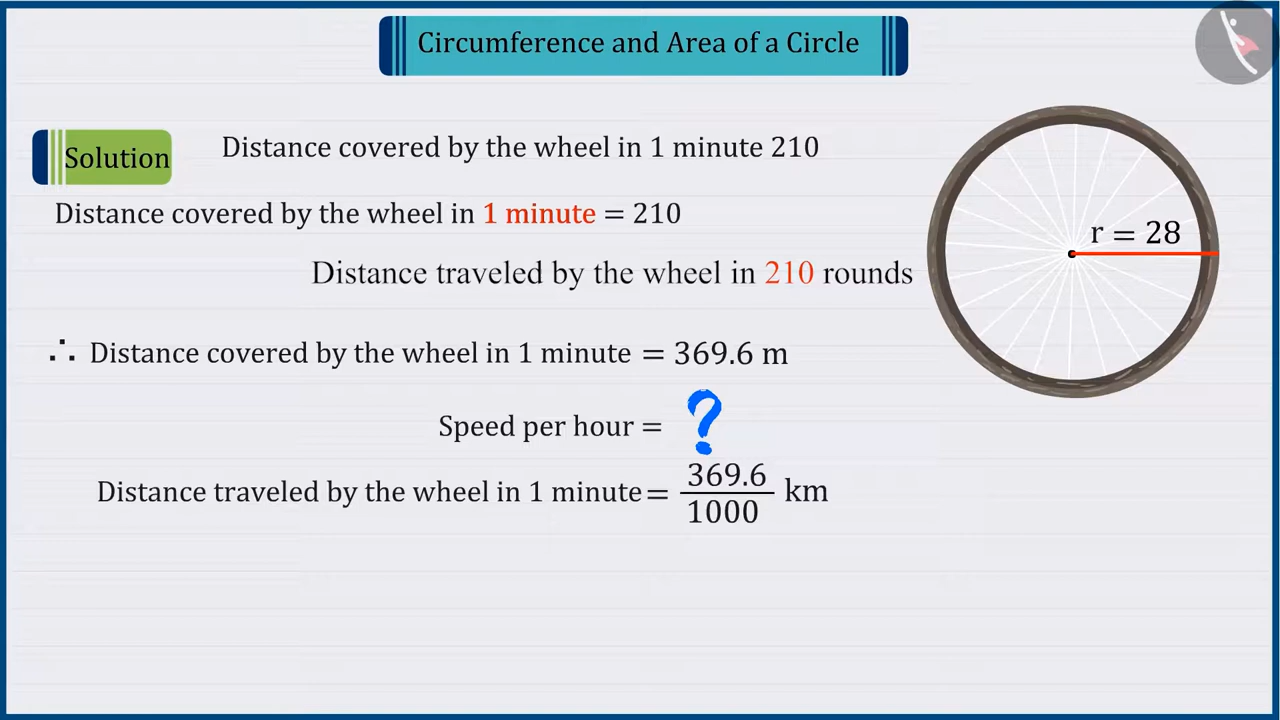 Circumference and Area of a Circle
Solution
Distance covered by the wheel in 1 minute 210
Distance covered by the wheel in 1 minute = 210
r = 28
Distance traveled by the wheel in 210 rounds
∴ Distance covered by the wheel in 1 minute = 369.6 m
Speed per hour = ?
Distance traveled by the wheel in 1 minute = 369.6/1000 km